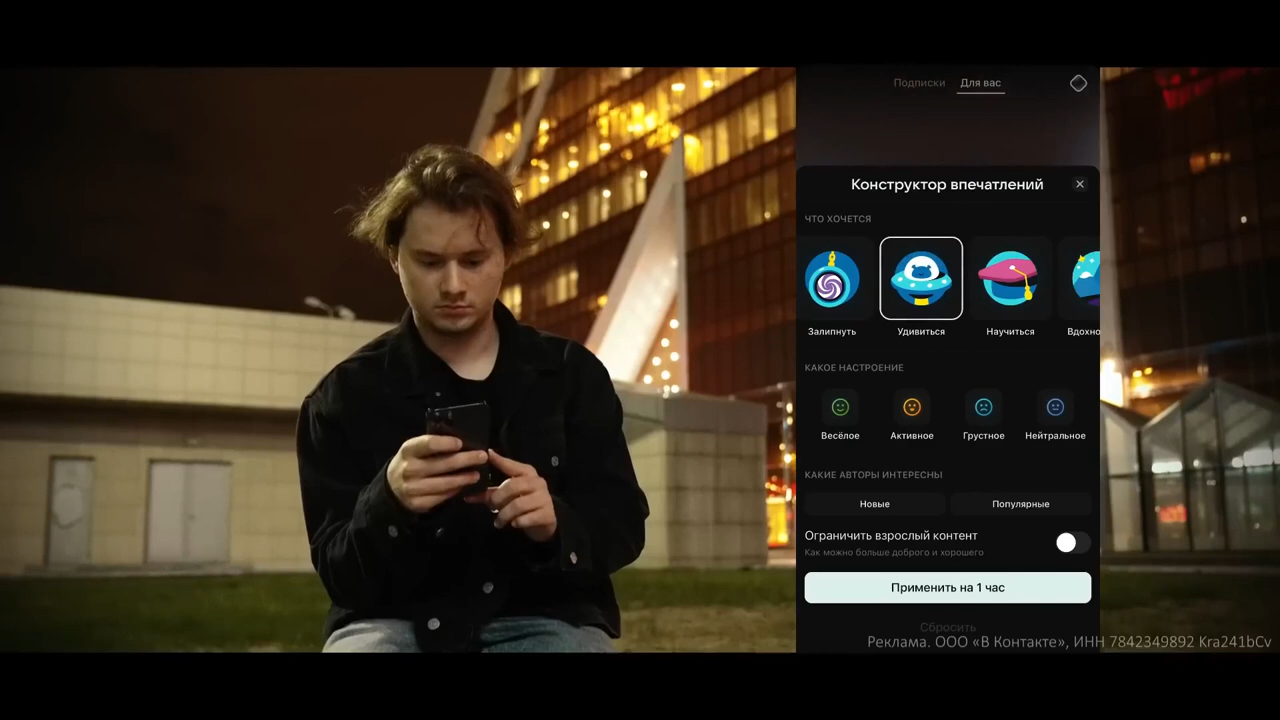 Подписки Для вас
Конструктор впечатлений
ЧТО ХОЧЕТСЯ
Залипнуть Удивиться Научиться Вдохно
КАКОЕ НАСТРОЕНИЕ
Весёлое Активное Грустное Нейтральное
КАКИЕ АВТОРЫ ИНТЕРЕСНЫ
Новые Популярные
Ограничить взрослый контент
Как можно больше доброго и хорошего
Применить на 1 час
Сбросить
Реклама. ООО «В Контакте», ИНН 7842349892 Kra241bCv